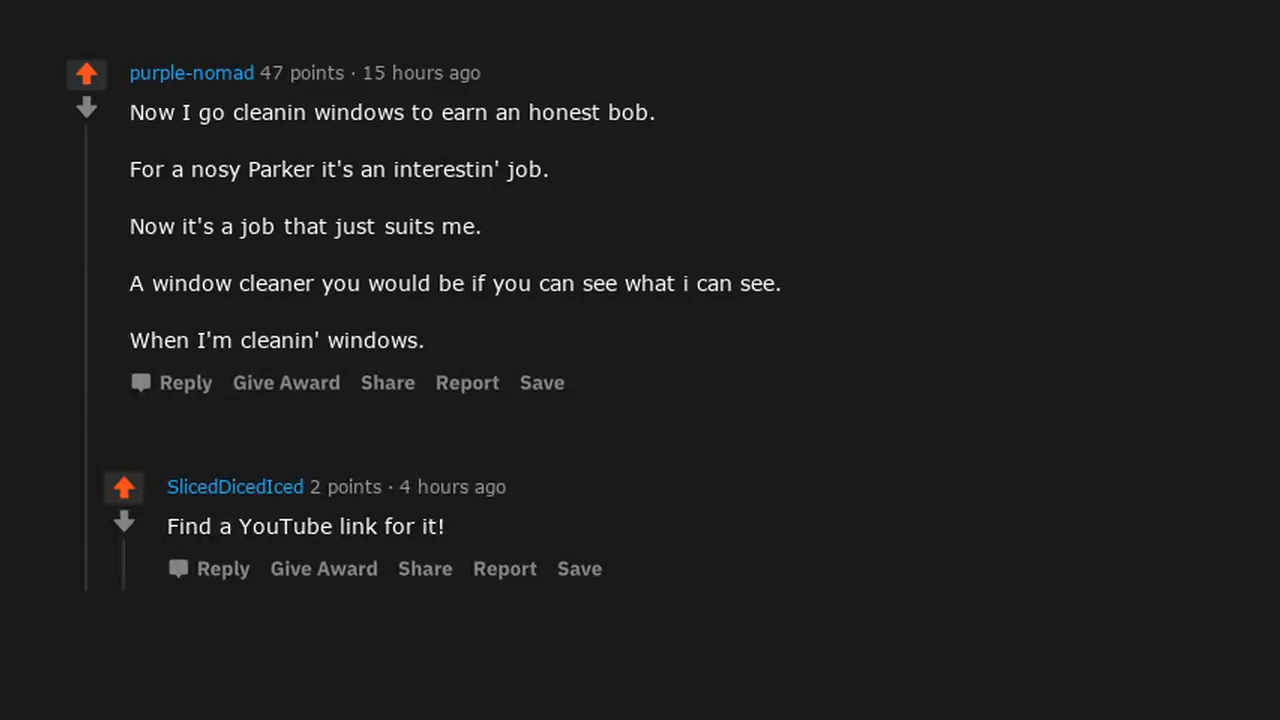 purple-nomad 47 points · 15 hours ago
Now I go cleanin windows to earn an honest bob.
For a nosy Parker it's an interestin' job.
Now it's a job that just suits me.
A window cleaner you would be if you can see what i can see.
When I'm cleanin' windows.
Reply Give Award Share Report Save
SlicedDicedIced 2 points · 4 hours ago
Find a YouTube link for it!
Reply Give Award Share Report Save